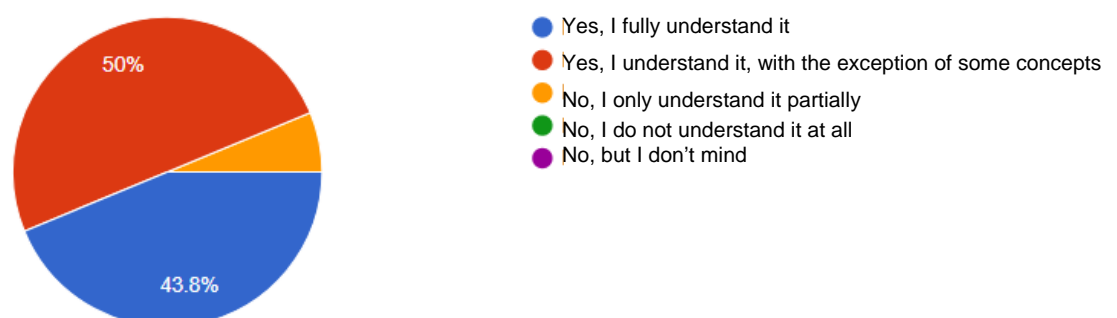 50%
43.8%
Yes, I fully understand it
Yes, I understand it, with the exception of some concepts
No, I only understand it partially
No, I do not understand it at all
No, but I don’t mind